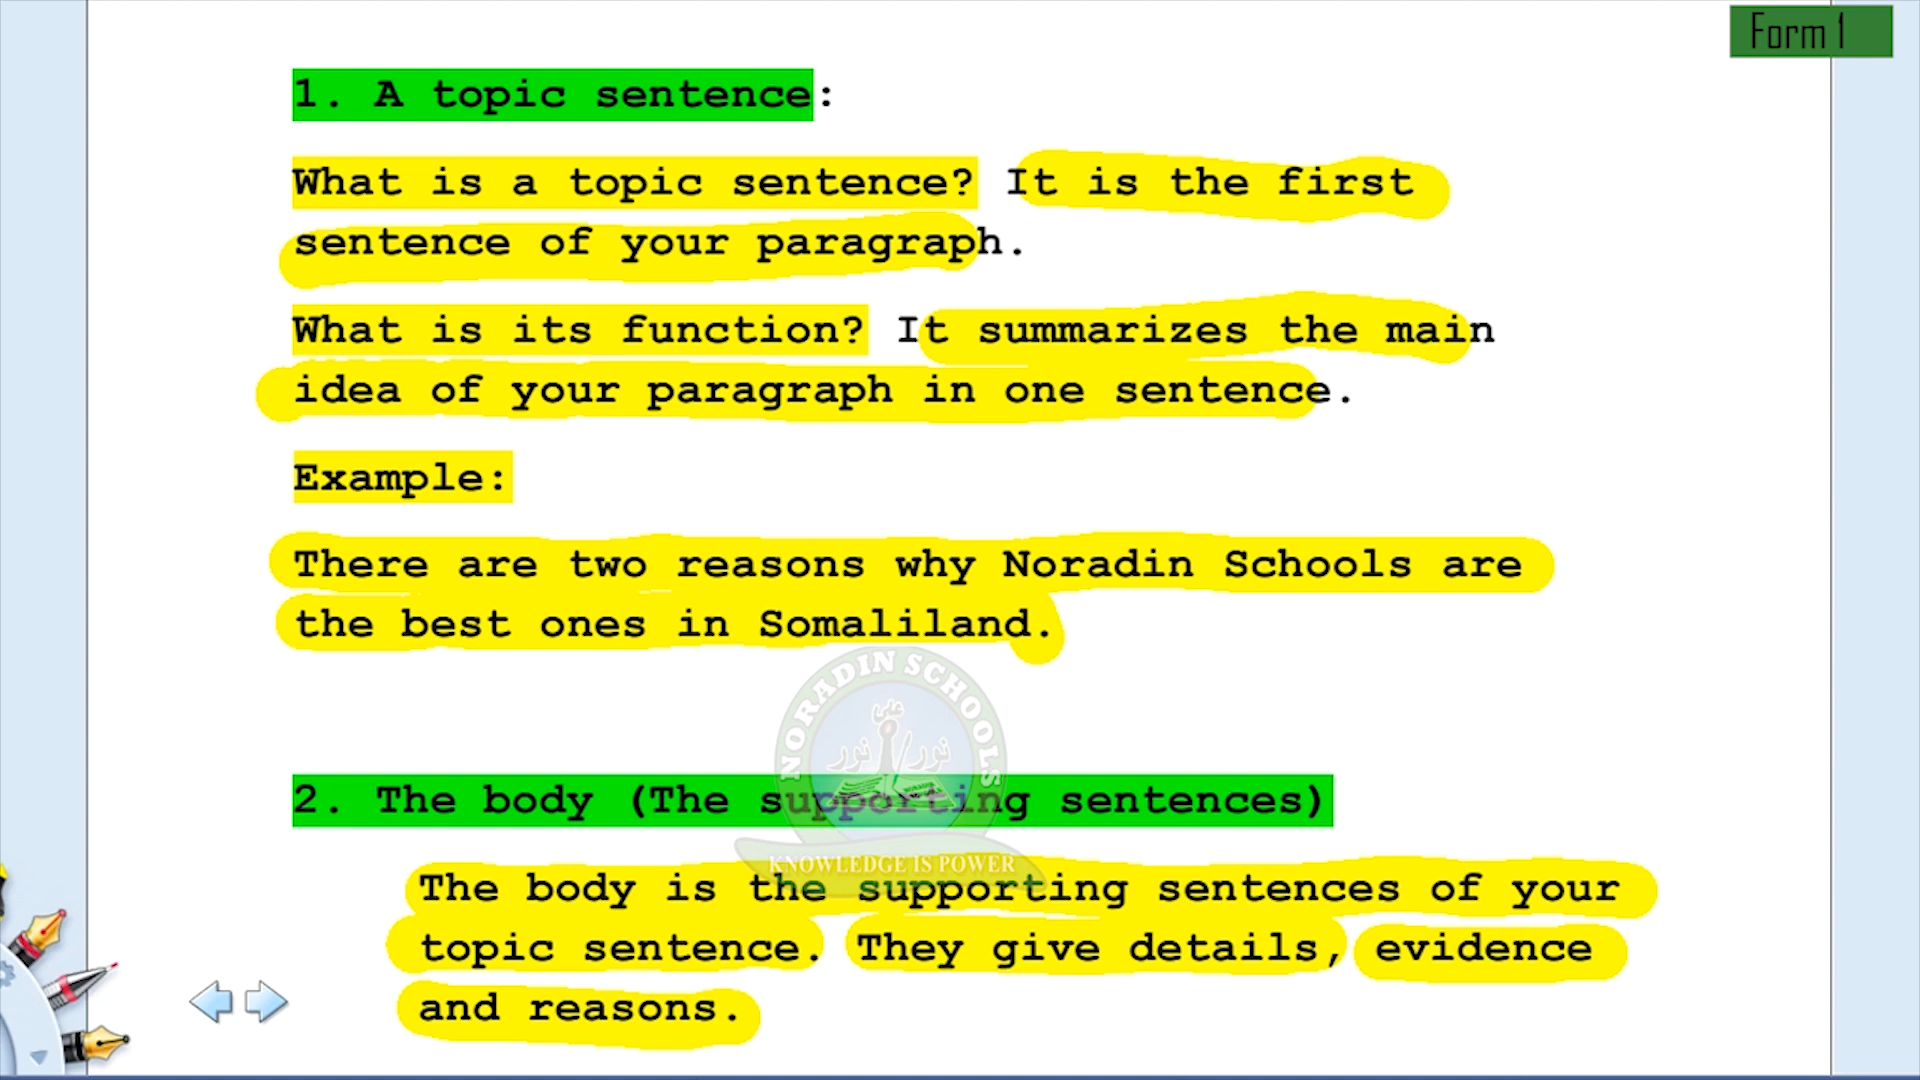 Form 1
1. A topic sentence:
What is a topic sentence? It is the first
sentence of your paragraph.
What is its function? It summarizes the main
idea of your paragraph in one sentence.
Example:
There are two reasons why Noradin Schools are
the best ones in Somaliland.
NORADIN SCHOOLS
نور نور
2. The body (The supporting sentences)
KNOWLEDGE IS POWER
The body is the supporting sentences of your
topic sentence. They give details, evidence
and reasons.